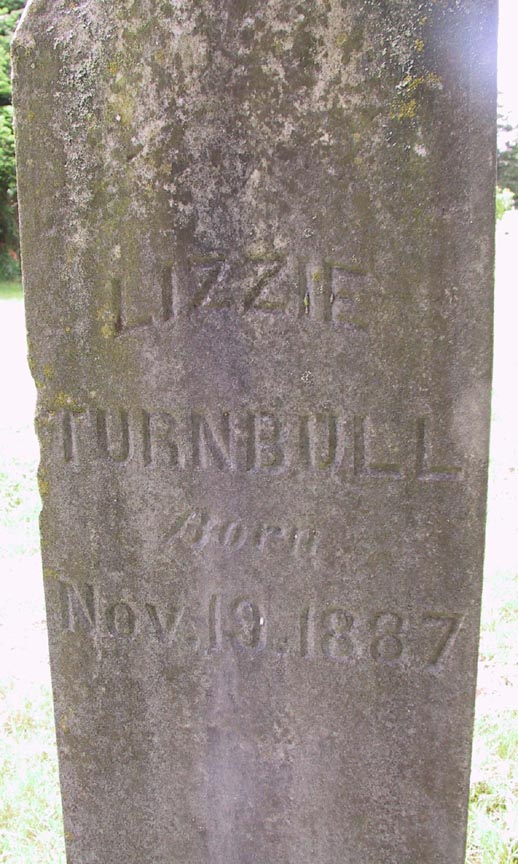 LIZZIE
TURNBULL
Born
Nov. 19. 1887